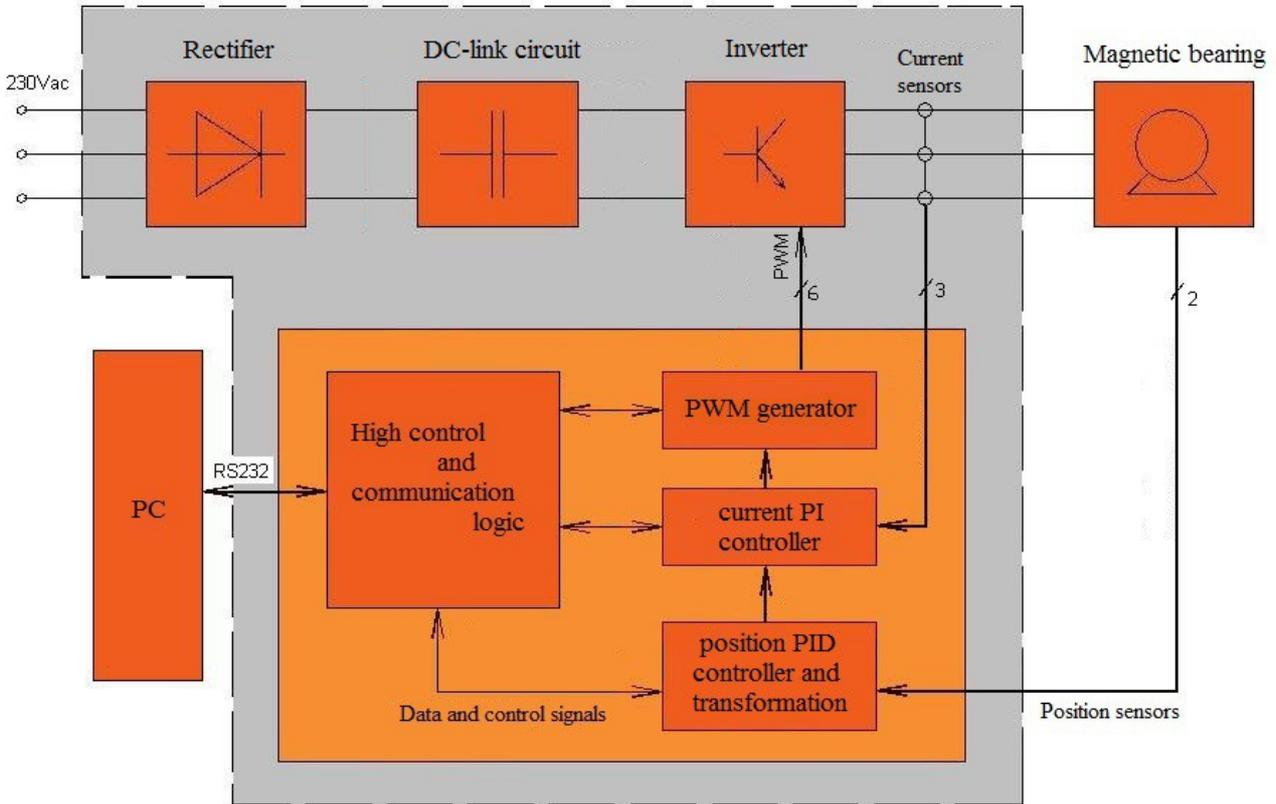 Rectifier
DC-link circuit
Inverter
Current
sensors
Magnetic bearing
230Vac
PWM
6
3
2
PC
RS232
High control
and
communication
logic
PWM generator
current PI
controller
position PID
controller and
transformation
Data and control signals
Position sensors